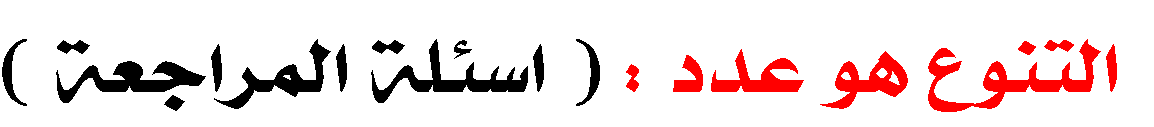 التنوع هو عدد : ( اسئلة المراجعة )